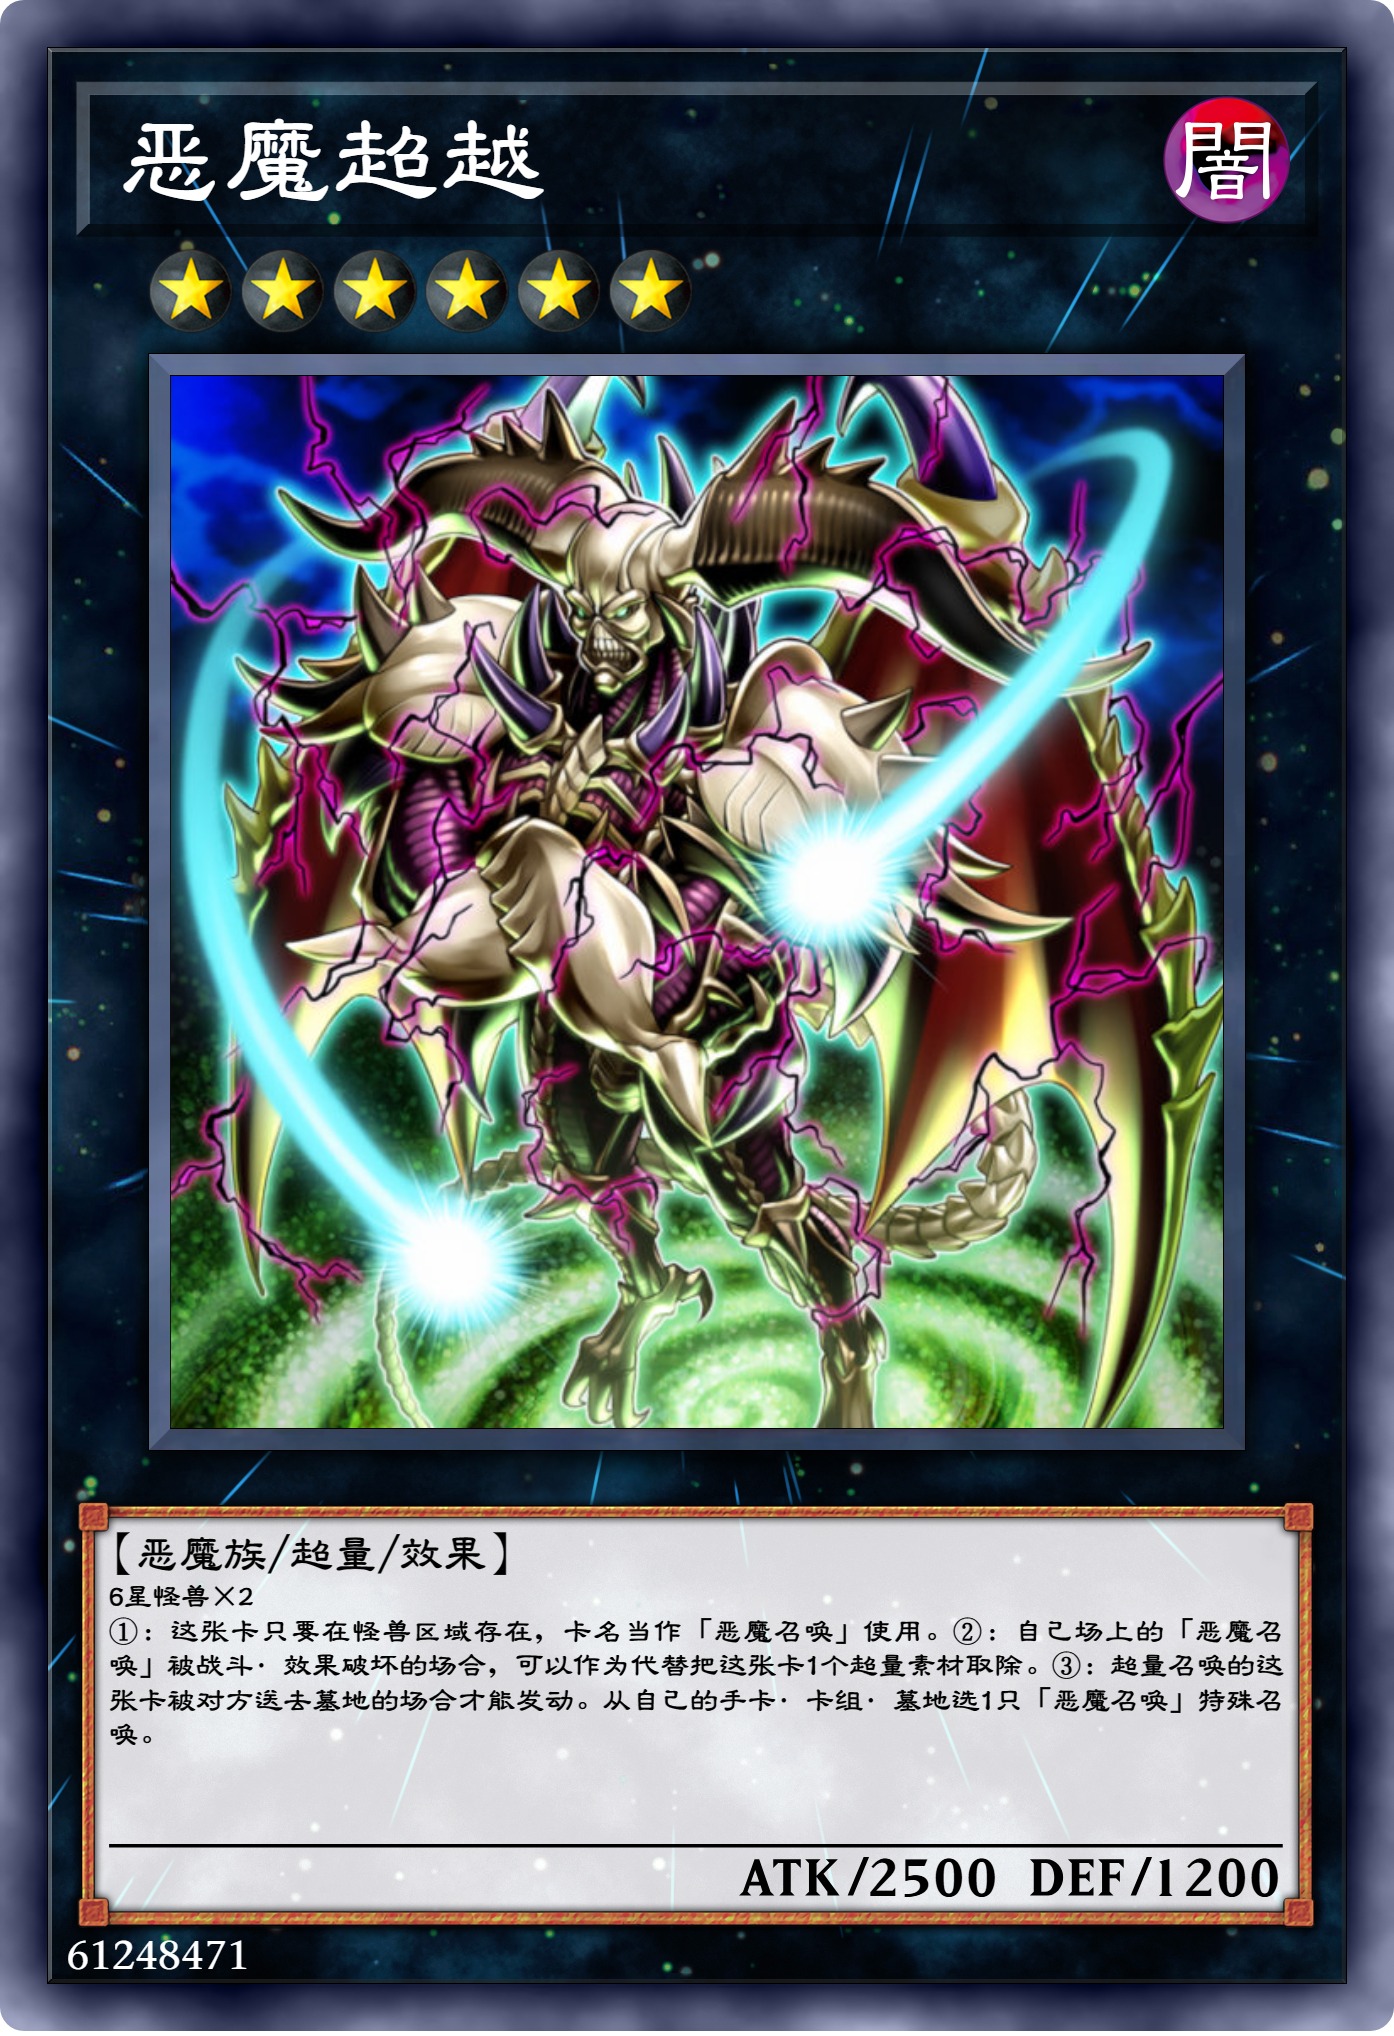 恶魔超越
闇
【恶魔族/超量/效果】
6星怪兽×2
①：这张卡只要在怪兽区域存在，卡名当作「恶魔召唤」使用。②：自己场上的「恶魔召
唤」被战斗·效果破坏的场合，可以作为代替把这张卡1个超量素材取除。③：超量召唤的这
张卡被对方送去墓地的场合才能发动。从自己的手卡·卡组·墓地选1只「恶魔召唤」特殊召
唤。
ATK/2500 DEF/1200
61248471